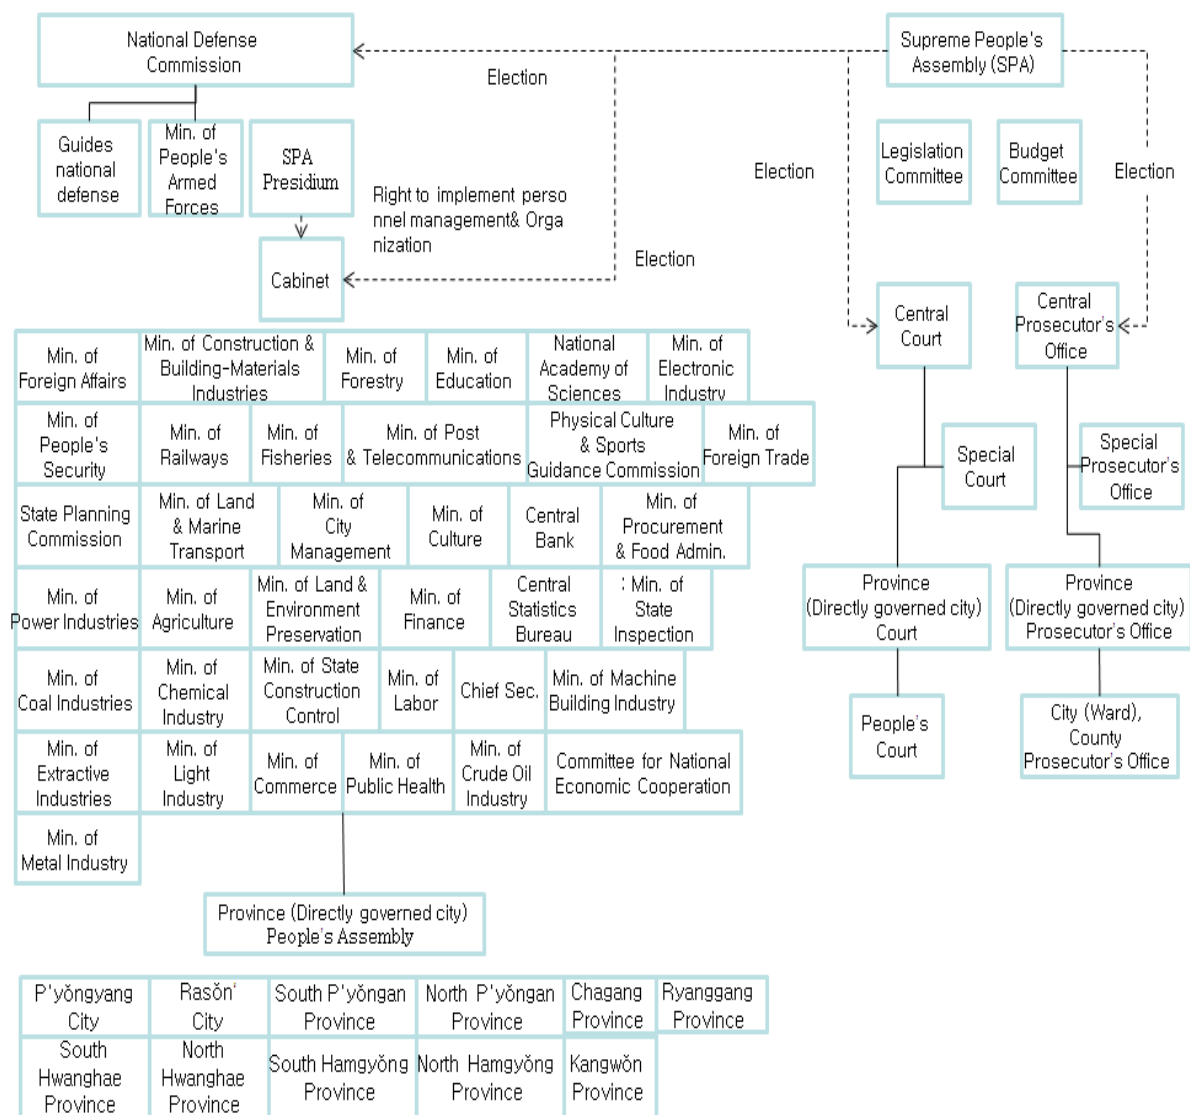 National Defense
Commission
Supreme People's
Assembly (SPA)
Election
Guides
national
defense
Min. of
People's
Armed
Forces
SPA
Presidium
Legislation
Committee
Budget
Committee
Election
Election
Right to implement perso
nnel management& Orga
nization
Cabinet
Election
Central
Court
Central
Prosecutor's
Office
Min. of
Foreign Affairs
Min. of Construction &
Building-Materials
Industries
Min. of
Forestry
Min. of
Education
National
Academy of
Sciences
Min. of
Electronic
Industry
Min. of
People's
Security
Min. of
Railways
Min. of
Fisheries
Min. of Post
& Telecommunications
Physical Culture
& Sports
Guidance Commission
Min. of
Foreign Trade
Special
Court
Special
Prosecutor's
Office
State Planning
Commission
Min. of Land
& Marine
Transport
Min. of
City
Management
Min. of
Culture
Central
Bank
Min. of
Procurement
& Food Admin.
Min. of
Power Industries
Min. of
Agriculture
Min. of Land &
Environment
Preservation
Min. of
Finance
Central
Statistics
Bureau
: Min. of
State
Inspection
Province
(Directly governed city)
Court
Province
(Directly governed city)
Prosecutor's Office
Min. of
Coal Industries
Min. of
Chemical
Industry
Min. of State
Construction
Control
Min. of
Labor
Chief Sec.
Min. of Machine
Building Industry
People's
Court
City (Ward),
County
Prosecutor's Office
Min. of
Extractive
Industries
Min. of
Light
Industry
Min. of
Commerce
Min. of
Public Health
Min. of
Crude Oil
Industry
Committee for National
Economic Cooperation
Min. of
Metal Industry
Province (Directly governed city)
People's Assembly
P'yŏngyang
City
Rasŏn'
City
South P'yŏngan
Province
North P'yŏngan
Province
Chagang
Province
Ryanggang
Province
South
Hwanghae
Province
North
Hwanghae
Province
South Hamgyŏng
Province
North Hamgyŏng
Province
Kangwŏn
Province